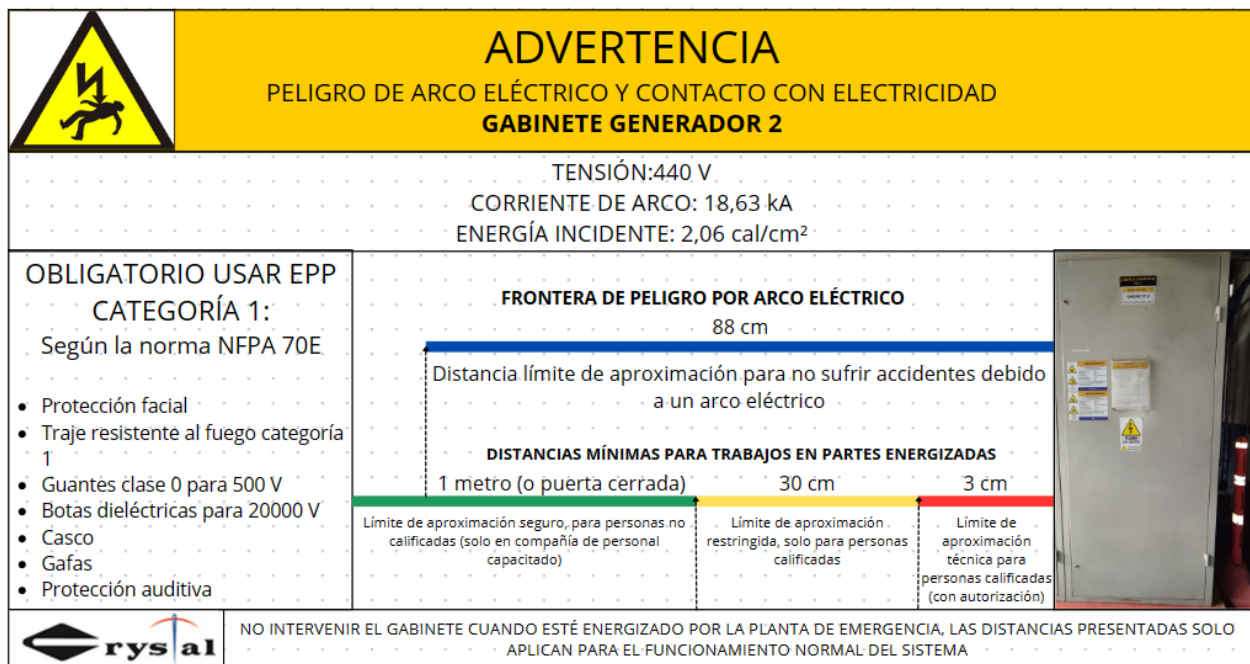 ADVERTENCIA
PELIGRO DE ARCO ELÉCTRICO Y CONTACTO CON ELECTRICIDAD
GABINETE GENERADOR 2
TENSIÓN:440 V
CORRIENTE DE ARCO: 18,63 kA
ENERGÍA INCIDENTE: 2,06 cal/cm²
OBLIGATORIO USAR EPP
CATEGORÍA 1:
Según la norma NFPA 70E
• Protección facial
• Traje resistente al fuego categoría
1
• Guantes clase 0 para 500 V
• Botas dieléctricas para 20000 V
• Casco
• Gafas
• Protección auditiva
FRONTERA DE PELIGRO POR ARCO ELÉCTRICO
88 cm
Distancia límite de aproximación para no sufrir accidentes debido
a un arco eléctrico
DISTANCIAS MÍNIMAS PARA TRABAJOS EN PARTES ENERGIZADAS
1 metro (o puerta cerrada)
Límite de aproximación seguro, para personas no
calificadas (solo en compañía de personal
capacitado)
30 cm
Límite de aproximación
restringida, solo para personas
calificadas
3 cm
Límite de
aproximación
técnica para
personas calificadas
(con autorización)
Crystal
NO INTERVENIR EL GABINETE CUANDO ESTÉ ENERGIZADO POR LA PLANTA DE EMERGENCIA, LAS DISTANCIAS PRESENTADAS SOLO
APLICAN PARA EL FUNCIONAMIENTO NORMAL DEL SISTEMA